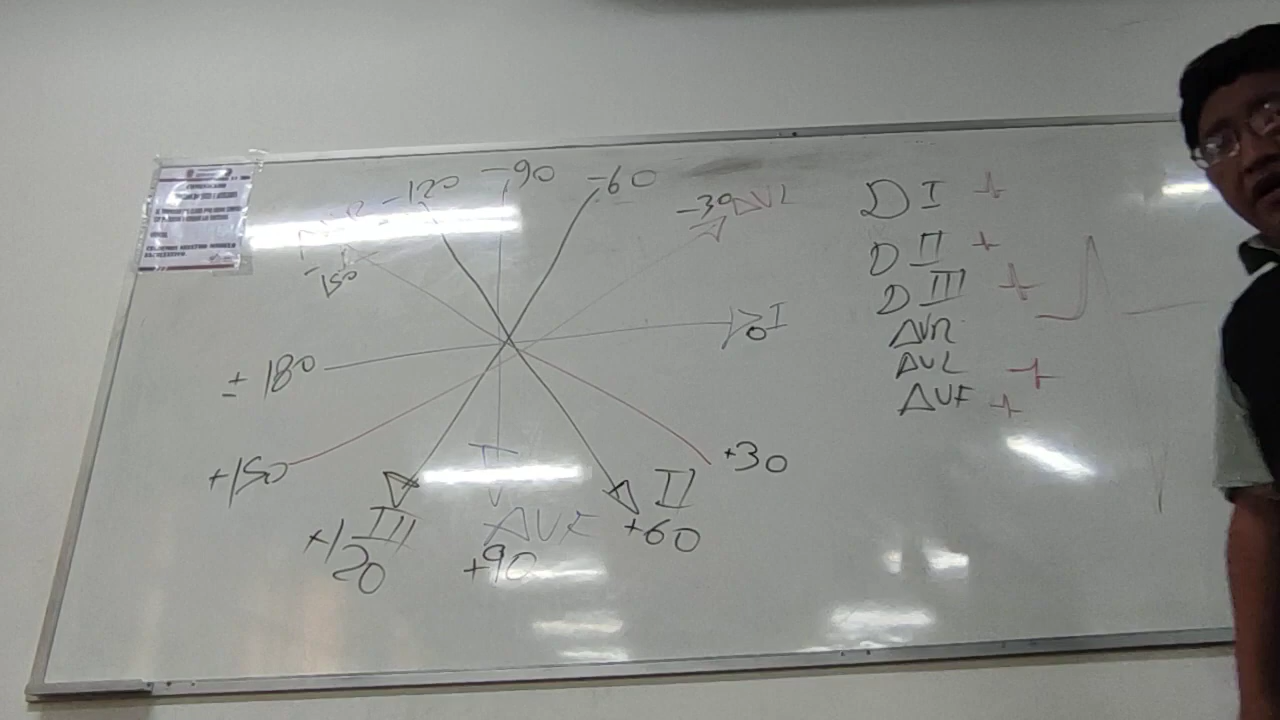 -120
-90
-60
-30 AVL
-150
I
0
± 180
+150
+30
III
+120
AVF
+90
II
+60
D I
D II
D III
AVR
AVL
AVF